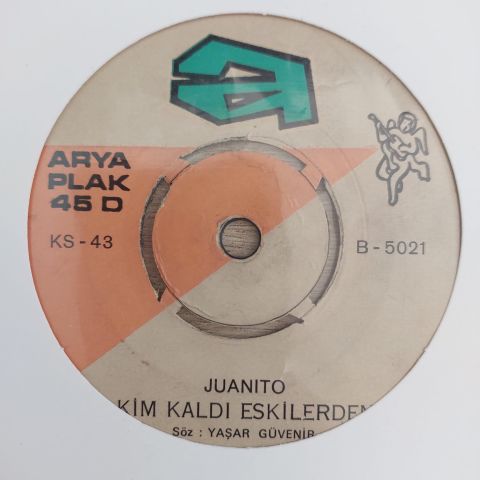 ARYA
PLAK
45 D
KS - 43
B - 5021
JUANITO
KİM KALDI ESKİLERDEN
Söz : YAŞAR GÜVENİR